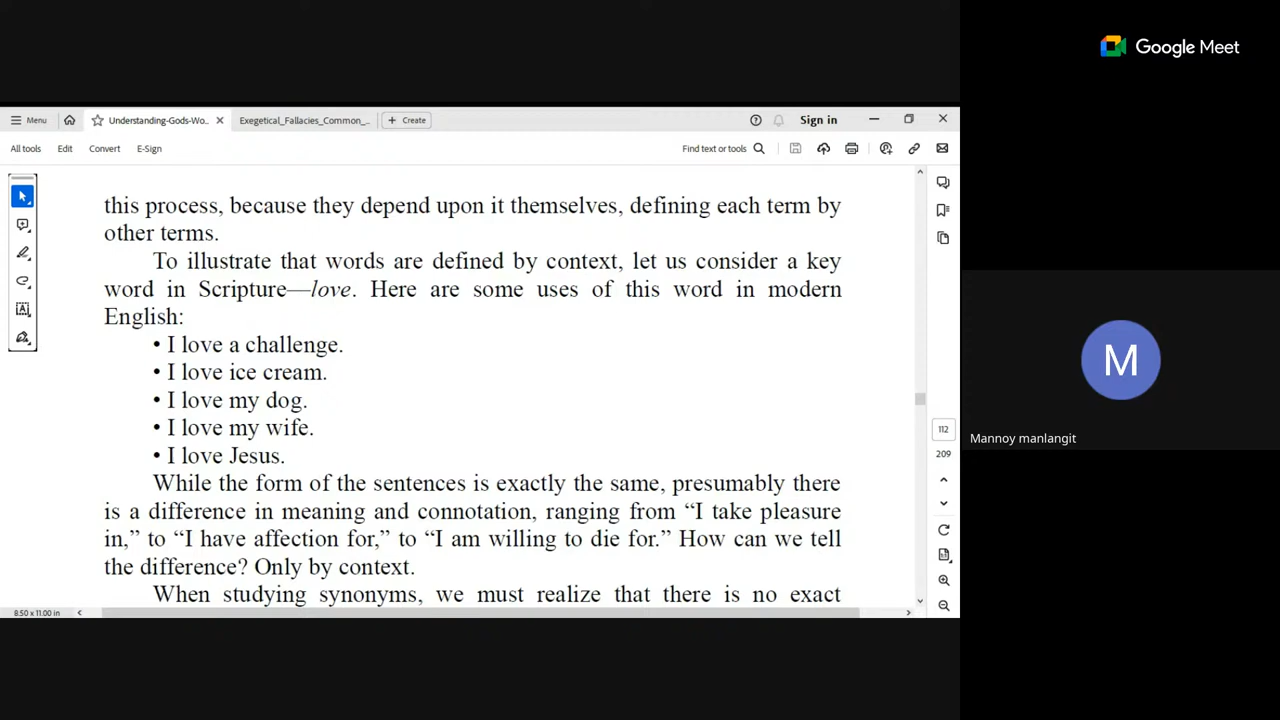 Google Meet
Menu
Understanding-Gods-Wo...
Exegetical_Fallacies_Common_...
Create
Sign in
All tools
Edit
Convert
E-Sign
Find text or tools
this process, because they depend upon it themselves, defining each term by
other terms.
To illustrate that words are defined by context, let us consider a key
word in Scripture—love. Here are some uses of this word in modern
English:
• I love a challenge.
• I love ice cream.
• I love my dog.
• I love my wife.
• I love Jesus.
While the form of the sentences is exactly the same, presumably there
is a difference in meaning and connotation, ranging from “I take pleasure
in,” to “I have affection for,” to “I am willing to die for.” How can we tell
the difference? Only by context.
When studying synonyms, we must realize that there is no exact
112
209
8.50 x 11.00 in
M
Mannoy manlangit